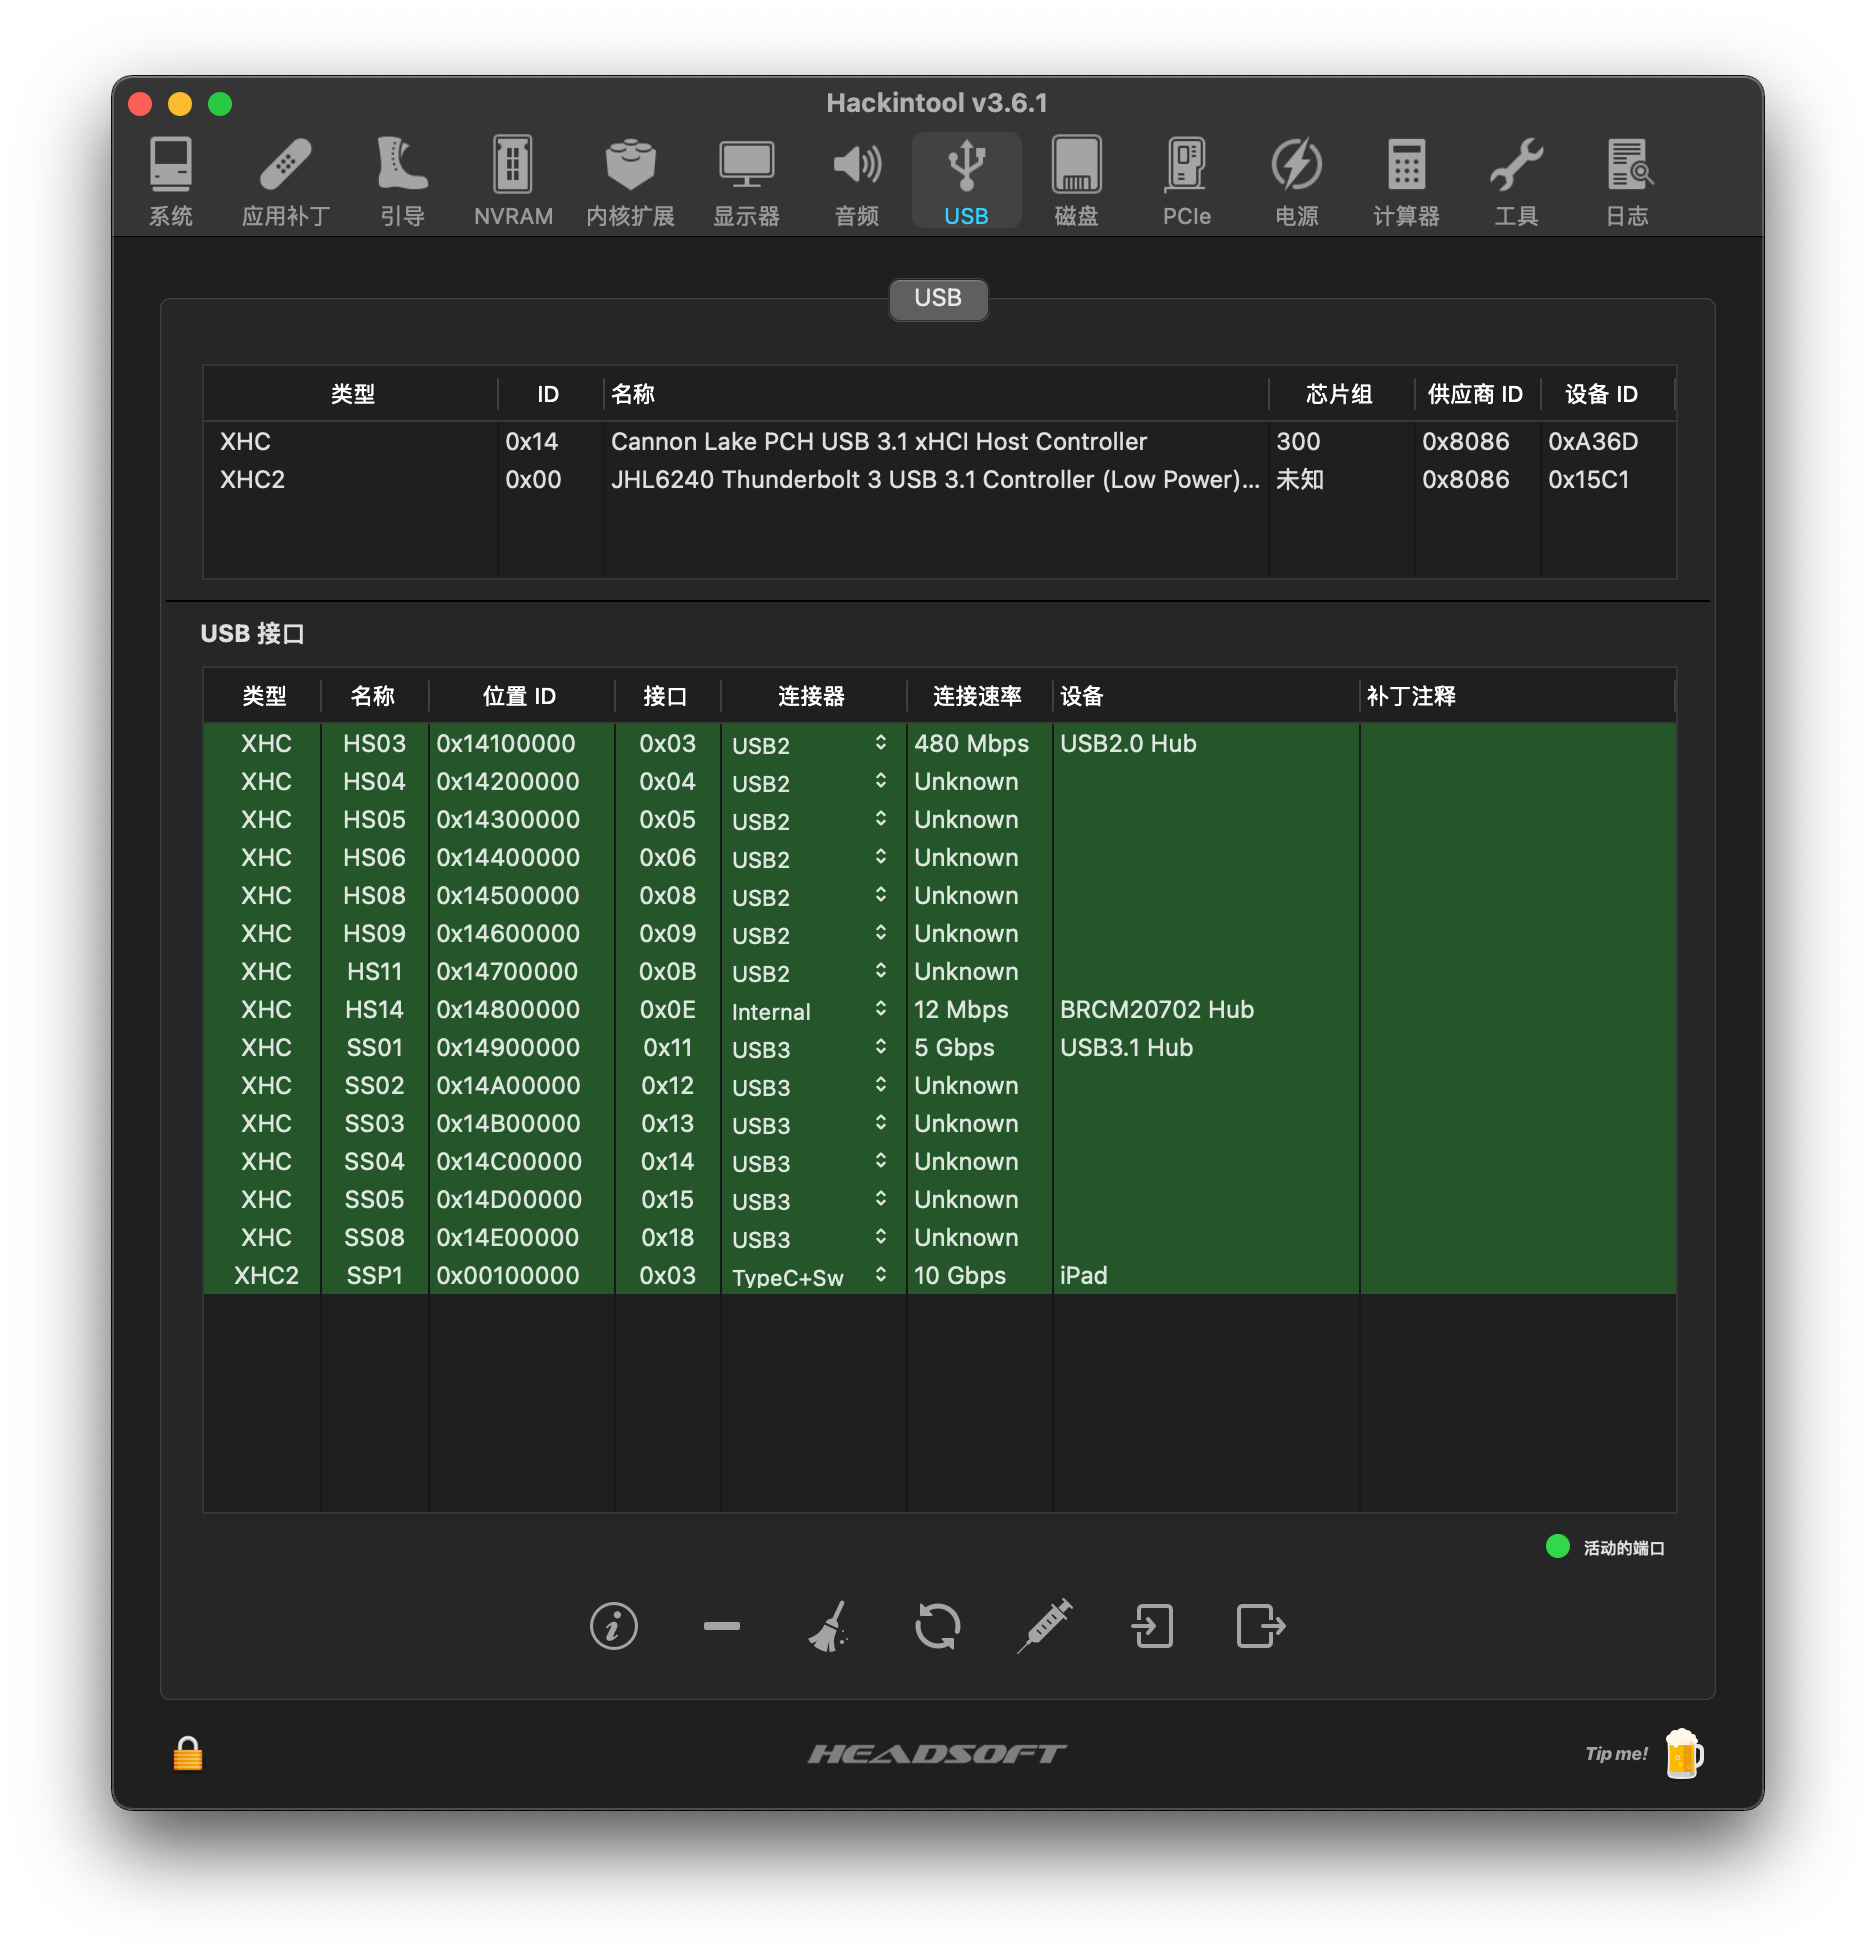 Hackintool v3.6.1
系统 应用补丁 引导 NVRAM 内核扩展 显示器 音频 USB 磁盘 PCIe 电源 计算器 工具 日志
USB
类型 ID 名称 芯片组 供应商 ID 设备 ID
XHC 0x14 Cannon Lake PCH USB 3.1 xHCI Host Controller 300 0x8086 0xA36D
XHC2 0x00 JHL6240 Thunderbolt 3 USB 3.1 Controller (Low Power)... 未知 0x8086 0x15C1
USB 接口
类型 名称 位置 ID 接口 连接器 连接速率 设备 补丁注释
XHC HS03 0x14100000 0x03 USB2 480 Mbps USB2.0 Hub
XHC HS04 0x14200000 0x04 USB2 Unknown
XHC HS05 0x14300000 0x05 USB2 Unknown
XHC HS06 0x14400000 0x06 USB2 Unknown
XHC HS08 0x14500000 0x08 USB2 Unknown
XHC HS09 0x14600000 0x09 USB2 Unknown
XHC HS11 0x14700000 0x0B USB2 Unknown
XHC HS14 0x14800000 0x0E Internal 12 Mbps BRCM20702 Hub
XHC SS01 0x14900000 0x11 USB3 5 Gbps USB3.1 Hub
XHC SS02 0x14A00000 0x12 USB3 Unknown
XHC SS03 0x14B00000 0x13 USB3 Unknown
XHC SS04 0x14C00000 0x14 USB3 Unknown
XHC SS05 0x14D00000 0x15 USB3 Unknown
XHC SS08 0x14E00000 0x18 USB3 Unknown
XHC2 SSP1 0x00100000 0x03 TypeC+Sw 10 Gbps iPad
活动的端口
HEADSOFT
Tip me!